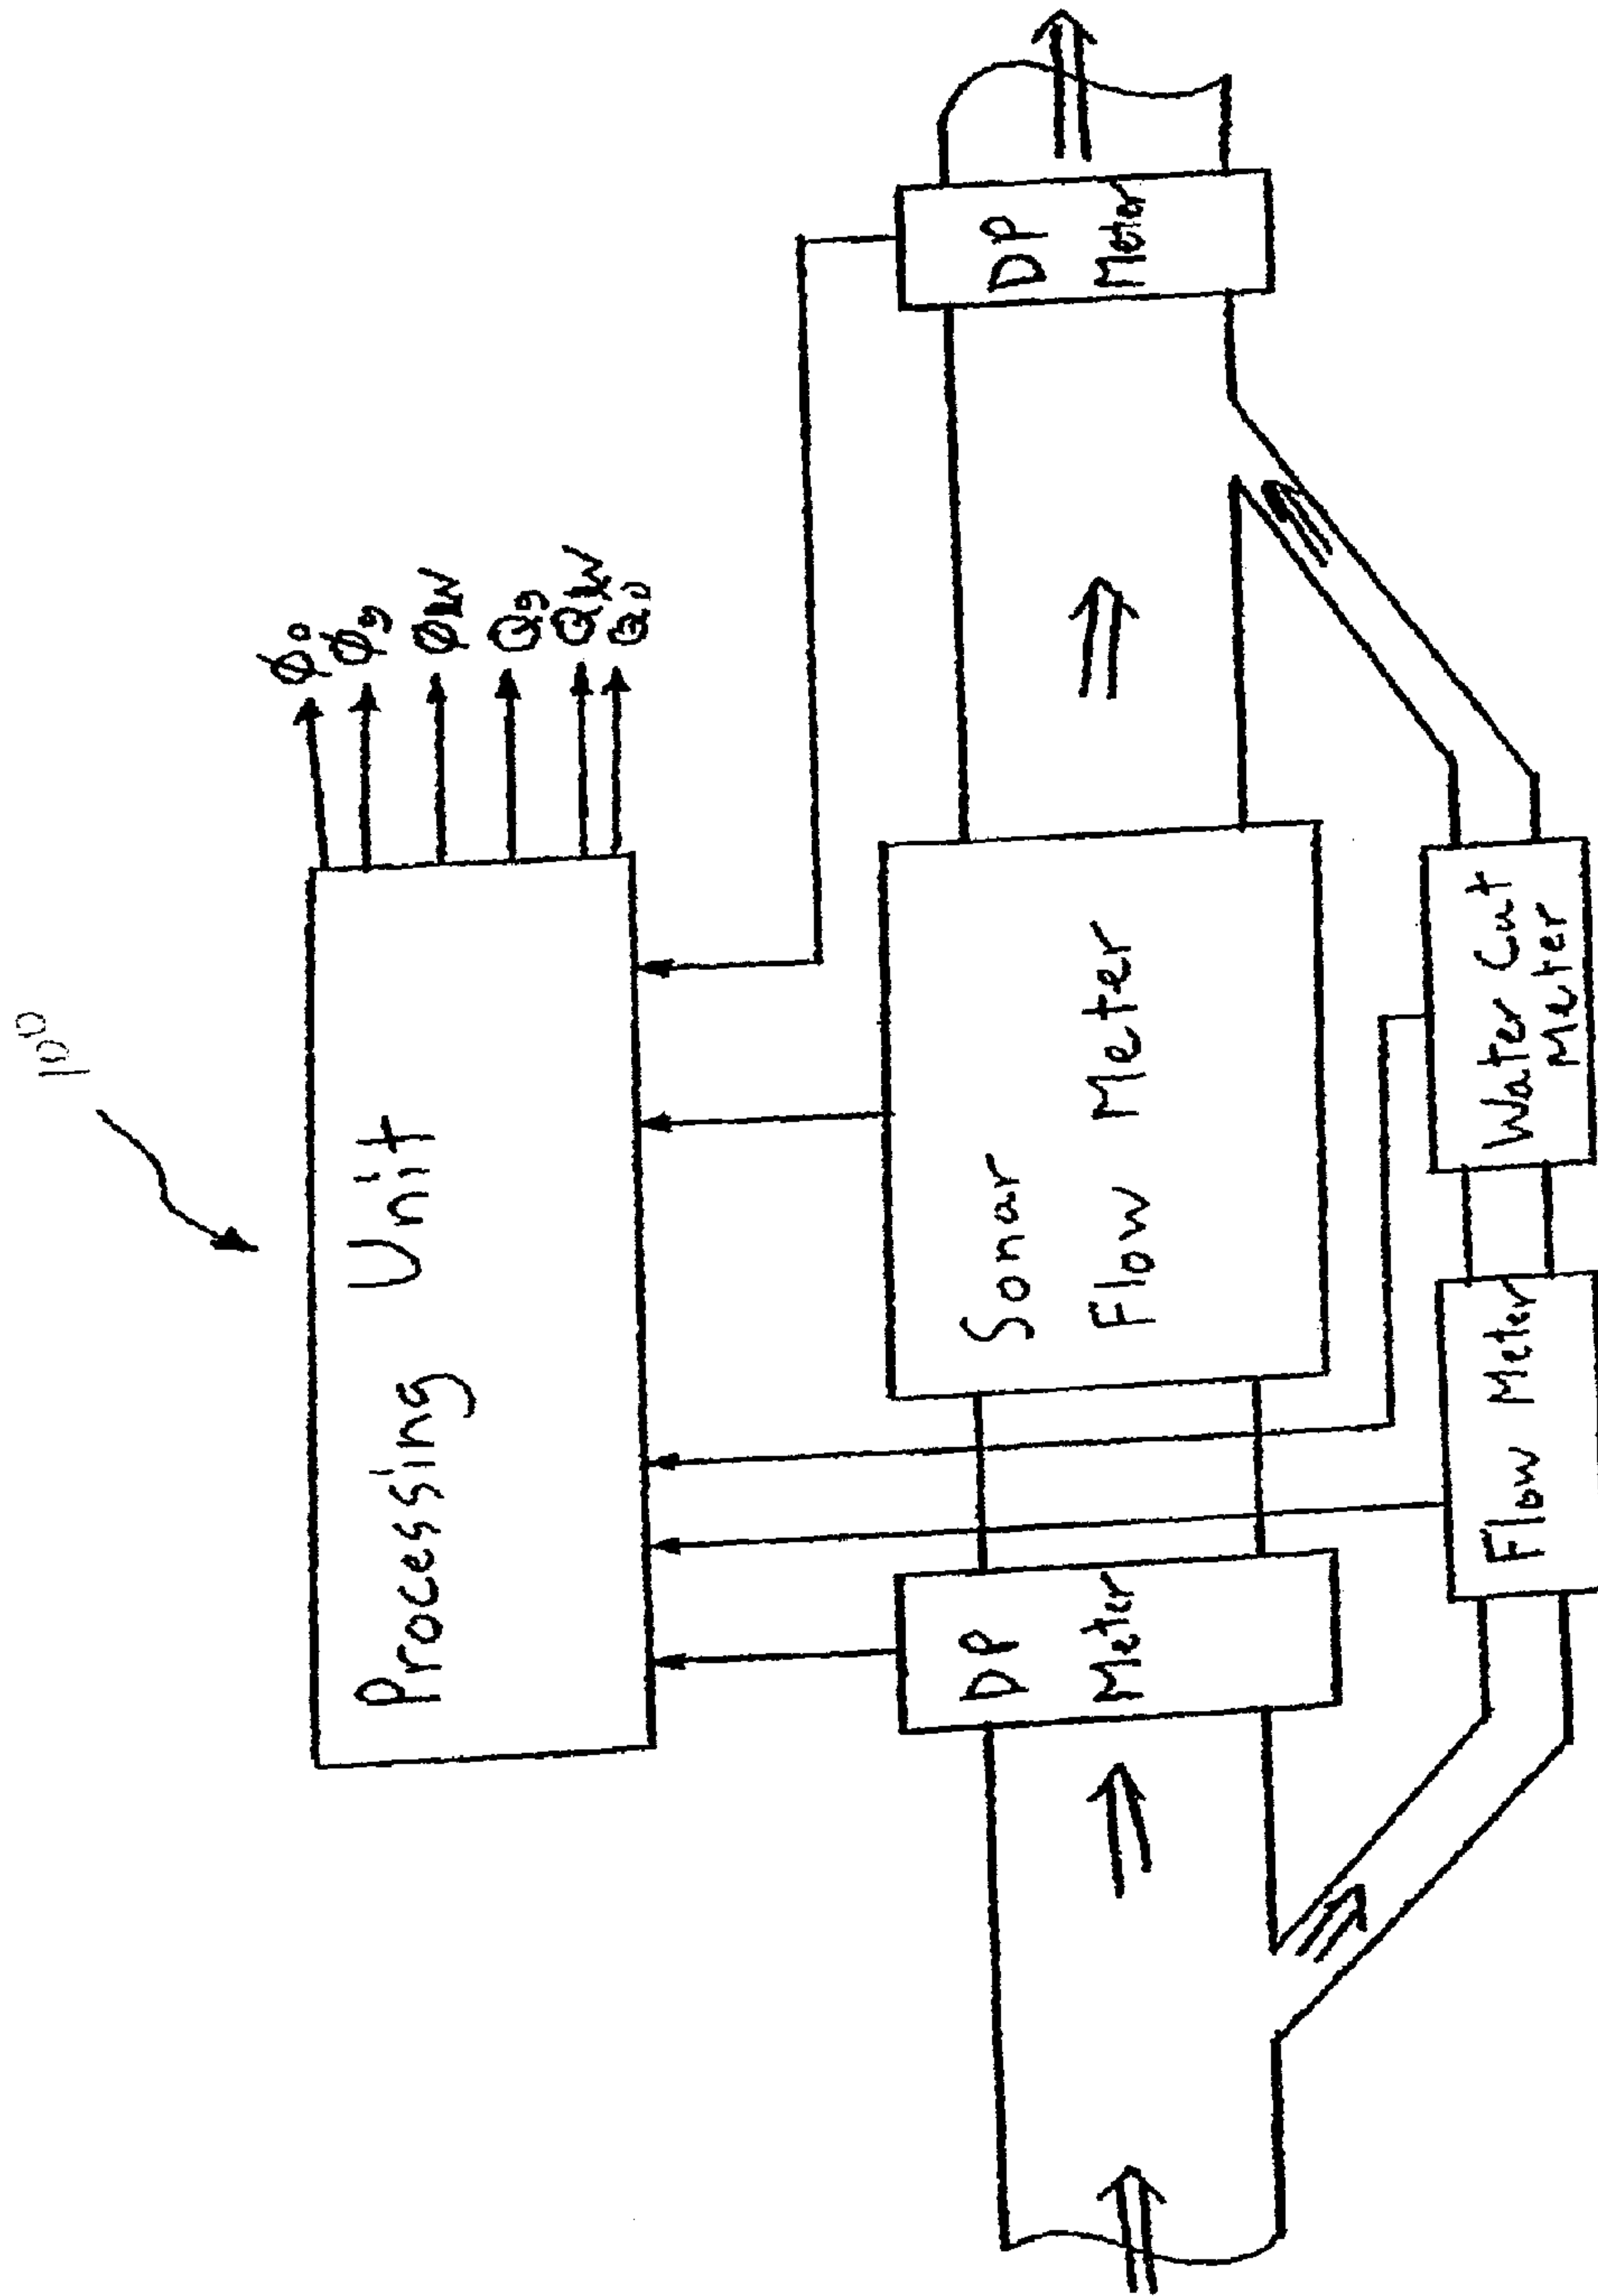 100
Processing Unit
φo
φg
φw
Qg
Qw
Qo
DP
Meter
Sonar
Flow Meter
DP
Meter
Flow Meter
Water Cut
Meter